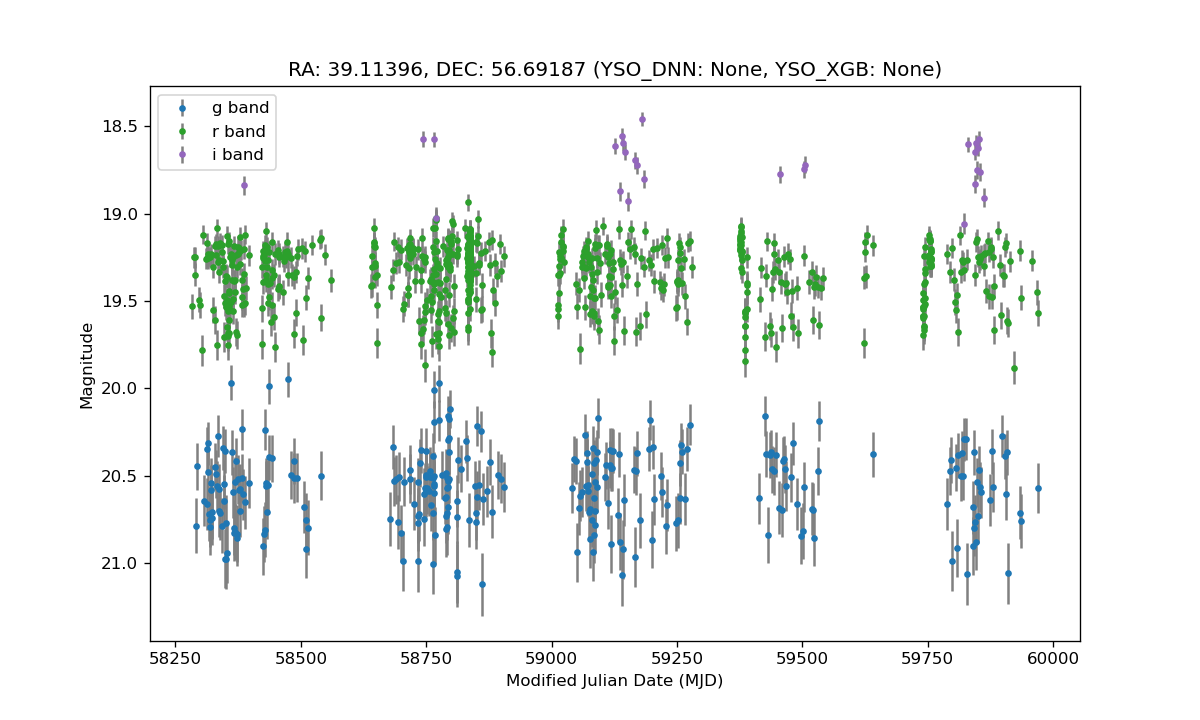 RA: 39.11396, DEC: 56.69187 (YSO_DNN: None, YSO_XGB: None)
g band
r band
i band
18.5
19.0
19.5
20.0
20.5
21.0
Magnitude
58250 58500 58750 59000 59250 59500 59750 60000
Modified Julian Date (MJD)